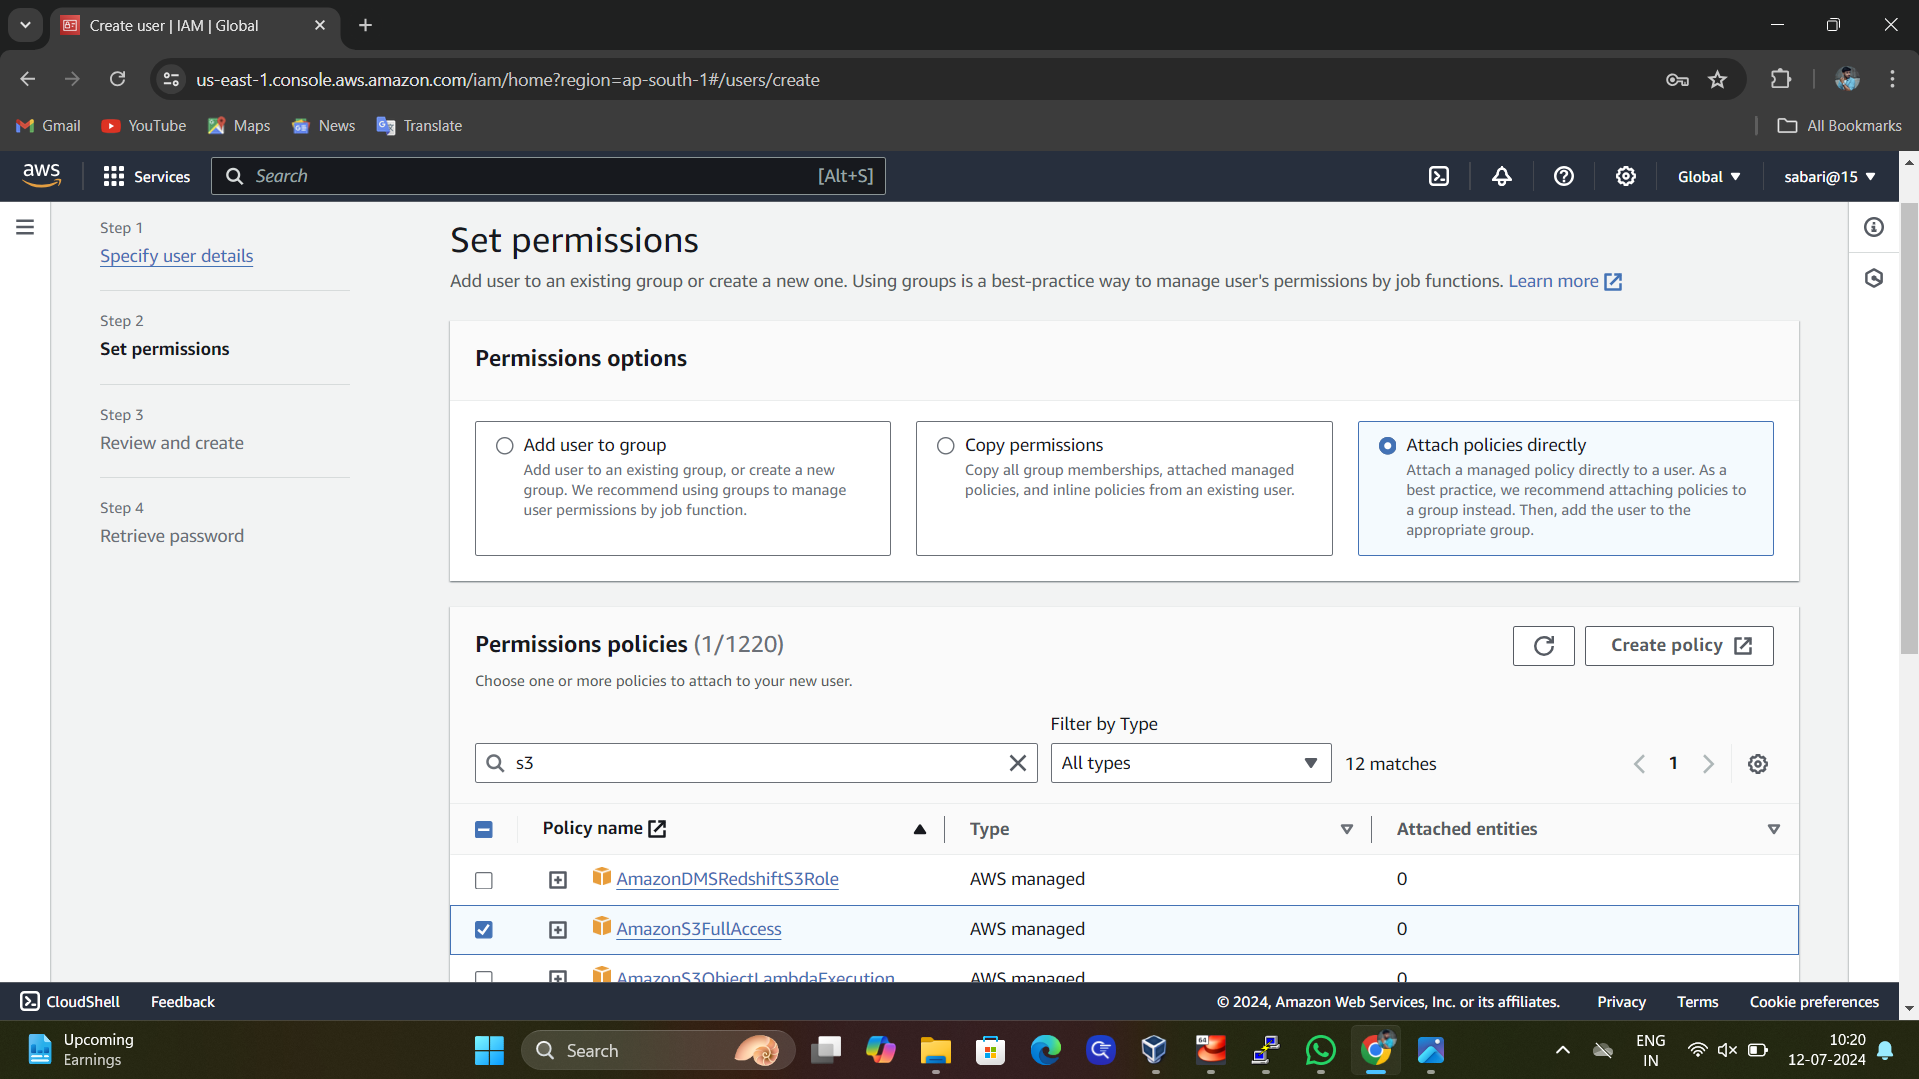 Create user | IAM | Global
us-east-1.console.aws.amazon.com/iam/home?region=ap-south-1#/users/create
Gmail
YouTube
Maps
News
Translate
All Bookmarks
aws
Services
Search
[Alt+S]
Global
sabari@15
Step 1
Specify user details
Step 2
Set permissions
Step 3
Review and create
Step 4
Retrieve password
Set permissions
Add user to an existing group or create a new one. Using groups is a best-practice way to manage user's permissions by job functions. Learn more
Permissions options
Add user to group
Add user to an existing group, or create a new
group. We recommend using groups to manage
user permissions by job function.
Copy permissions
Copy all group memberships, attached managed
policies, and inline policies from an existing user.
Attach policies directly
Attach a managed policy directly to a user. As a
best practice, we recommend attaching policies to
a group instead. Then, add the user to the
appropriate group.
Permissions policies (1/1220)
Create policy
Choose one or more policies to attach to your new user.
Filter by Type
s3
All types
12 matches
1
Policy name
Type
Attached entities
AmazonDMSRedshiftS3Role
AWS managed
0
AmazonS3FullAccess
AWS managed
0
AmazonS3ObjectLambdaExecution
AWS managed
0
CloudShell
Feedback
© 2024, Amazon Web Services, Inc. or its affiliates.
Privacy
Terms
Cookie preferences
Upcoming
Earnings
Search
64
ENG
IN
10:20
12-07-2024